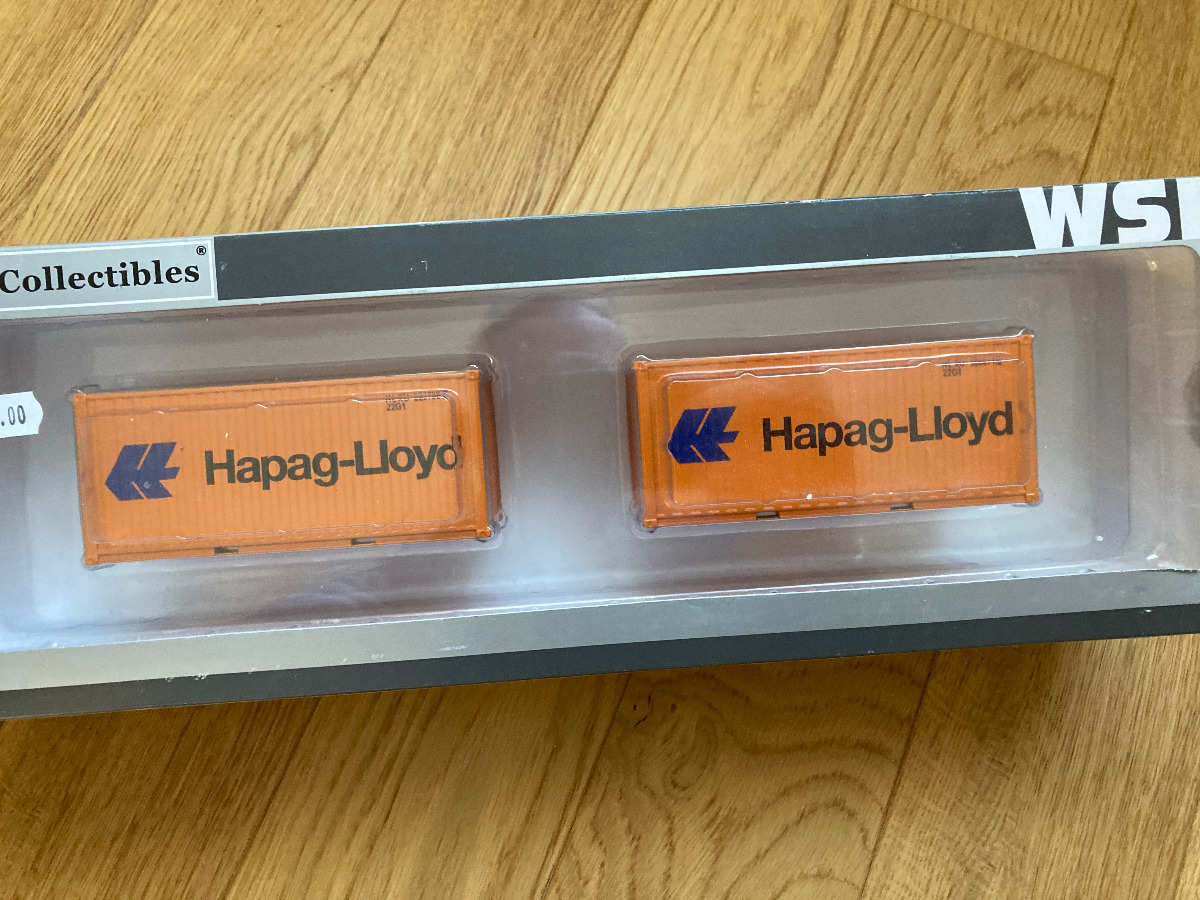 WSI
Collectibles®
.00
22G1
Hapag-Lloyd
22G1
Hapag-Lloyd